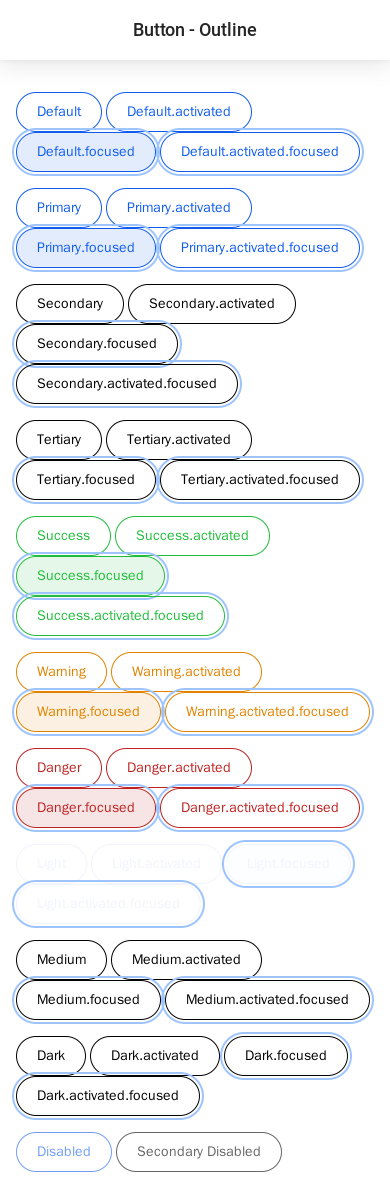 Button - Outline
Default Default.activated
Default.focused Default.activated.focused
Primary Primary.activated
Primary.focused Primary.activated.focused
Secondary Secondary.activated
Secondary.focused
Secondary.activated.focused
Tertiary Tertiary.activated
Tertiary.focused Tertiary.activated.focused
Success Success.activated
Success.focused
Success.activated.focused
Warning Warning.activated
Warning.focused Warning.activated.focused
Danger Danger.activated
Danger.focused Danger.activated.focused
Light Light.activated Light.focused
Light.activated.focused
Medium Medium.activated
Medium.focused Medium.activated.focused
Dark Dark.activated Dark.focused
Dark.activated.focused
Disabled Secondary Disabled